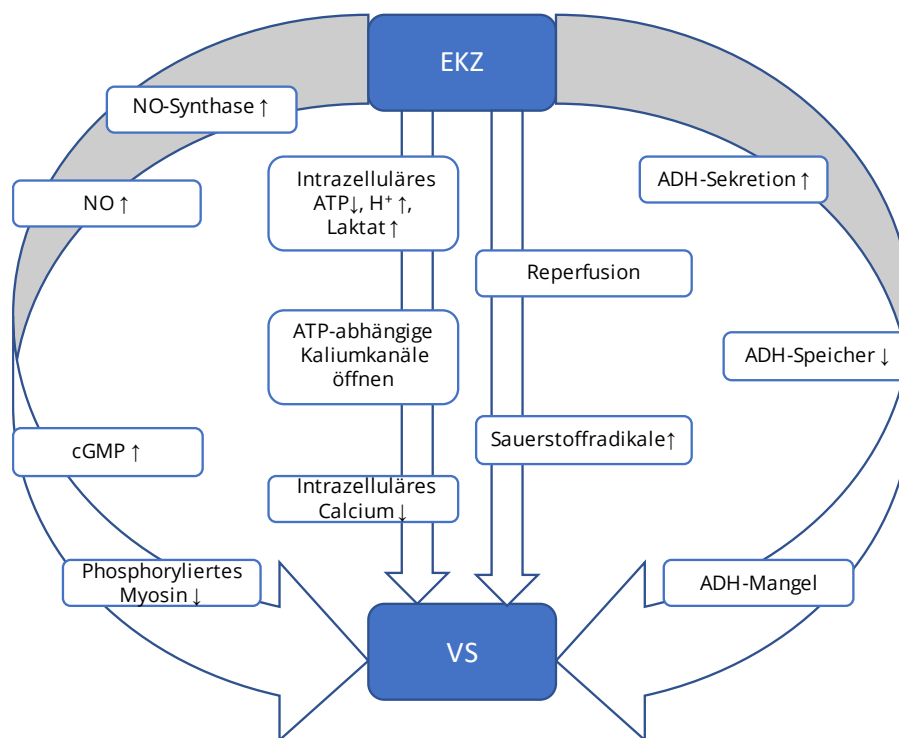 EKZ
NO-Synthase ↑
NO ↑
cGMP ↑
Phosphoryliertes
Myosin ↓
Intrazelluläres
ATP↓, H⁺ ↑,
Laktat ↑
ATP-abhängige
Kaliumkanäle
öffnen
Intrazelluläres
Calcium ↓
Reperfusion
Sauerstoffradikale↑
ADH-Sekretion ↑
ADH-Speicher ↓
ADH-Mangel
VS